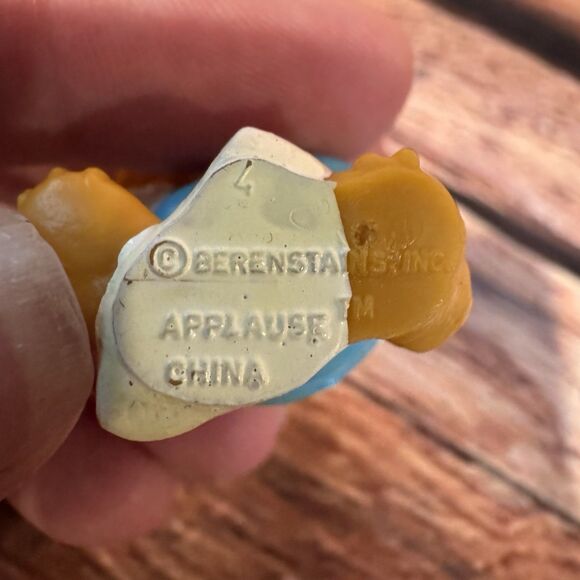 4
© BERENSTAINS, INC.
APPLAUSE TM
CHINA